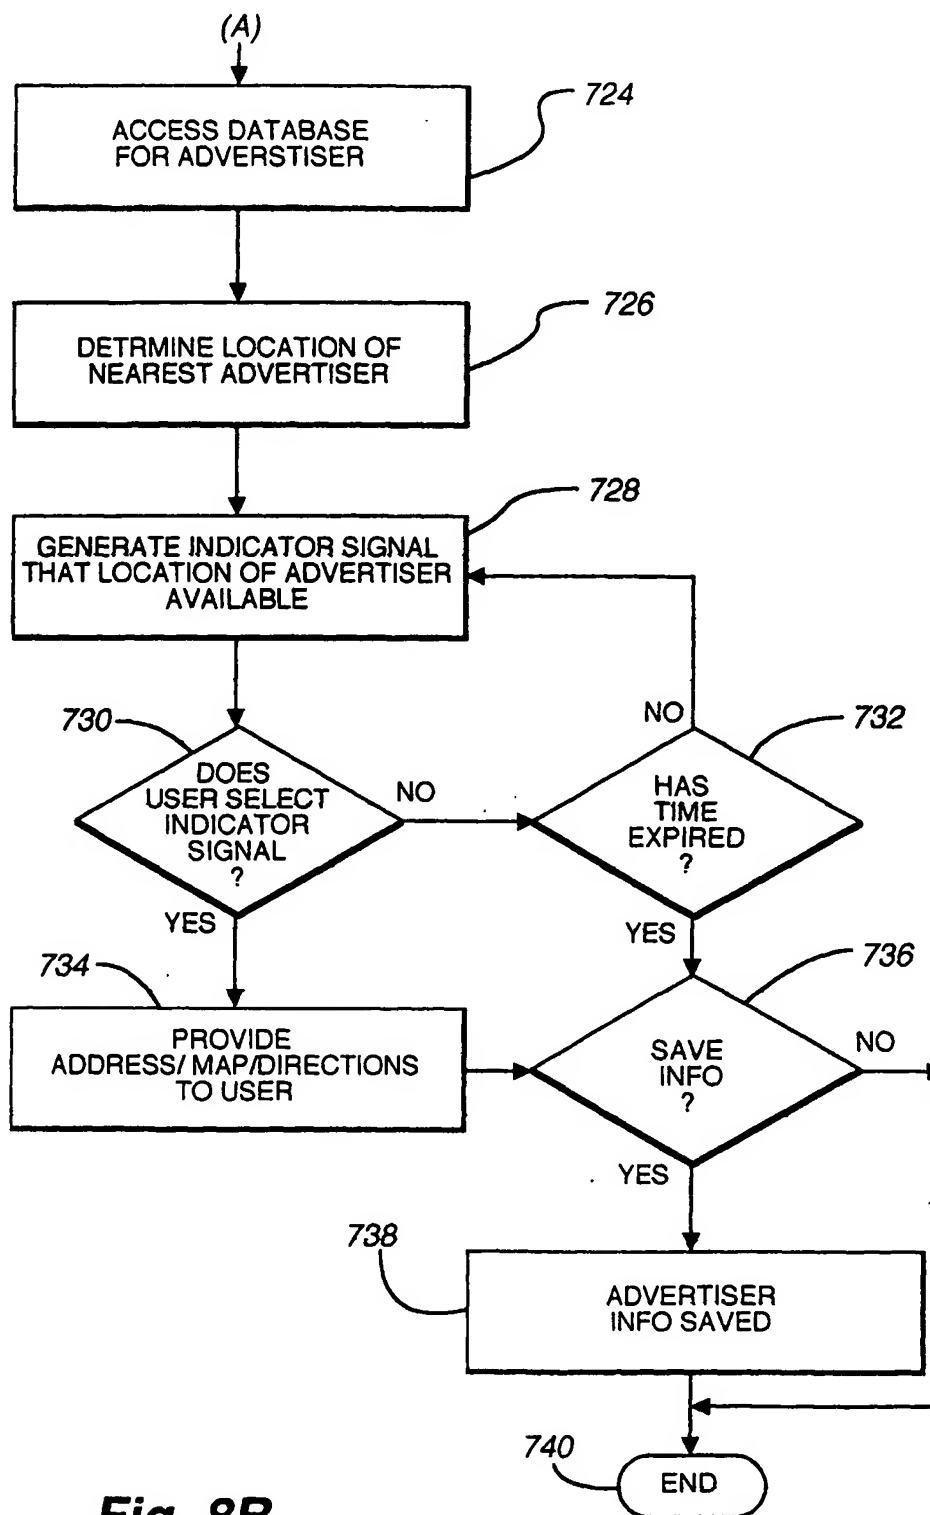 (A)
ACCESS DATABASE
FOR ADVERSTISER
724
DETRMINE LOCATION OF
NEAREST ADVERTISER
726
GENERATE INDICATOR SIGNAL
THAT LOCATION OF ADVERTISER
AVAILABLE
728
730
DOES
USER SELECT
INDICATOR
SIGNAL
?
NO
YES
NO
732
HAS
TIME
EXPIRED
?
YES
734
PROVIDE
ADDRESS/ MAP/DIRECTIONS
TO USER
736
SAVE
INFO
?
NO
YES
738
ADVERTISER
INFO SAVED
740
END
Fig. 8B